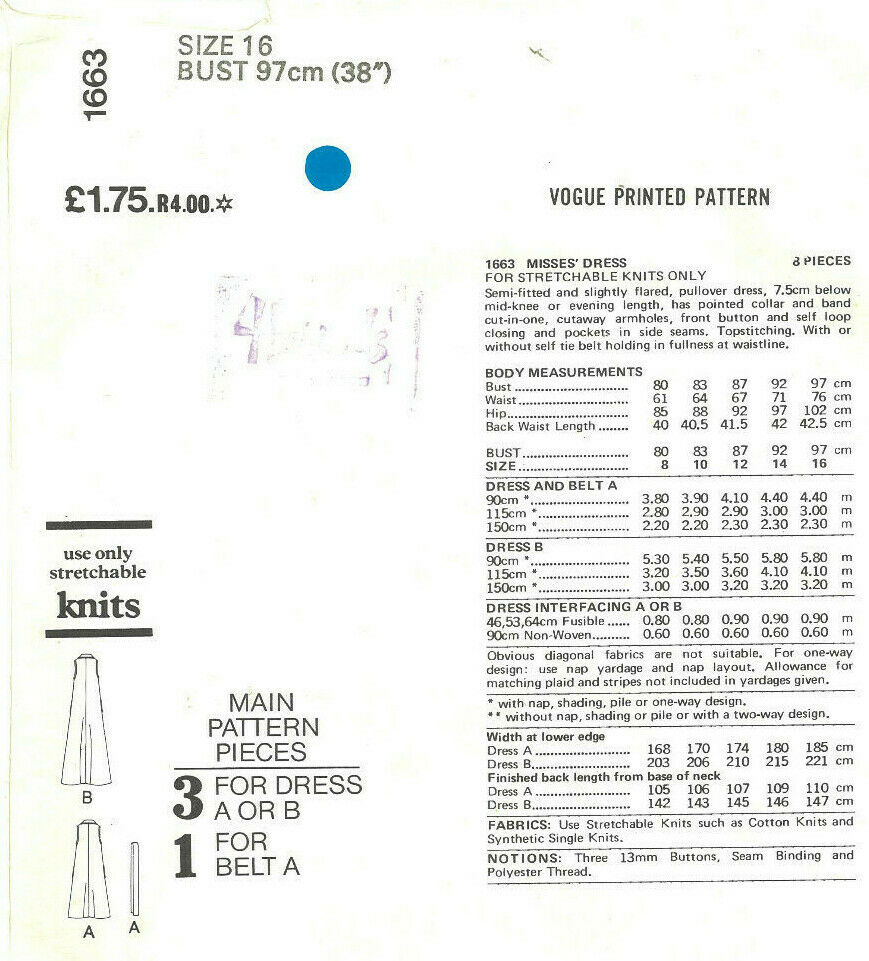 1663
SIZE 16
BUST 97cm (38")
£1.75.R4.00.☆
VOGUE PRINTED PATTERN
1663 MISSES' DRESS 8 PIECES
FOR STRETCHABLE KNITS ONLY
Semi-fitted and slightly flared, pullover dress, 7.5cm below
mid-knee or evening length, has pointed collar and band
cut-in-one, cutaway armholes, front button and self loop
closing and pockets in side seams. Topstitching. With or
without self tie belt holding in fullness at waistline.
BODY MEASUREMENTS
Bust ............................. 80 83 87 92 97 cm
Waist............................ 61 64 67 71 76 cm
Hip............................... 85 88 92 97 102 cm
Back Waist Length ........ 40 40.5 41.5 42 42.5 cm
BUST........................... 80 83 87 92 97 cm
SIZE............................ 8 10 12 14 16
DRESS AND BELT A
90cm *......................... 3.80 3.90 4.10 4.40 4.40 m
115cm *....................... 2.80 2.90 2.90 3.00 3.00 m
150cm *....................... 2.20 2.20 2.30 2.30 2.30 m
DRESS B
90cm *......................... 5.30 5.40 5.50 5.80 5.80 m
115cm *....................... 3.20 3.50 3.60 4.10 4.10 m
150cm *....................... 3.00 3.00 3.20 3.20 3.20 m
DRESS INTERFACING A OR B
46,53,64cm Fusible ...... 0.80 0.80 0.90 0.90 0.90 m
90cm Non-Woven.......... 0.60 0.60 0.60 0.60 0.60 m
Obvious diagonal fabrics are not suitable. For one-way
design: use nap yardage and nap layout. Allowance for
matching plaid and stripes not included in yardages given.
* with nap, shading, pile or one-way design.
** without nap, shading or pile or with a two-way design.
Width at lower edge
Dress A ........................ 168 170 174 180 185 cm
Dress B......................... 203 206 210 215 221 cm
Finished back length from base of neck
Dress A ........................ 105 106 107 109 110 cm
Dress B......................... 142 143 145 146 147 cm
FABRICS: Use Stretchable Knits such as Cotton Knits and
Synthetic Single Knits.
NOTIONS: Three 13mm Buttons, Seam Binding and
Polyester Thread.
use only
stretchable
knits
B
A
A
MAIN
PATTERN
PIECES
3 FOR DRESS
A OR B
1 FOR
BELT A